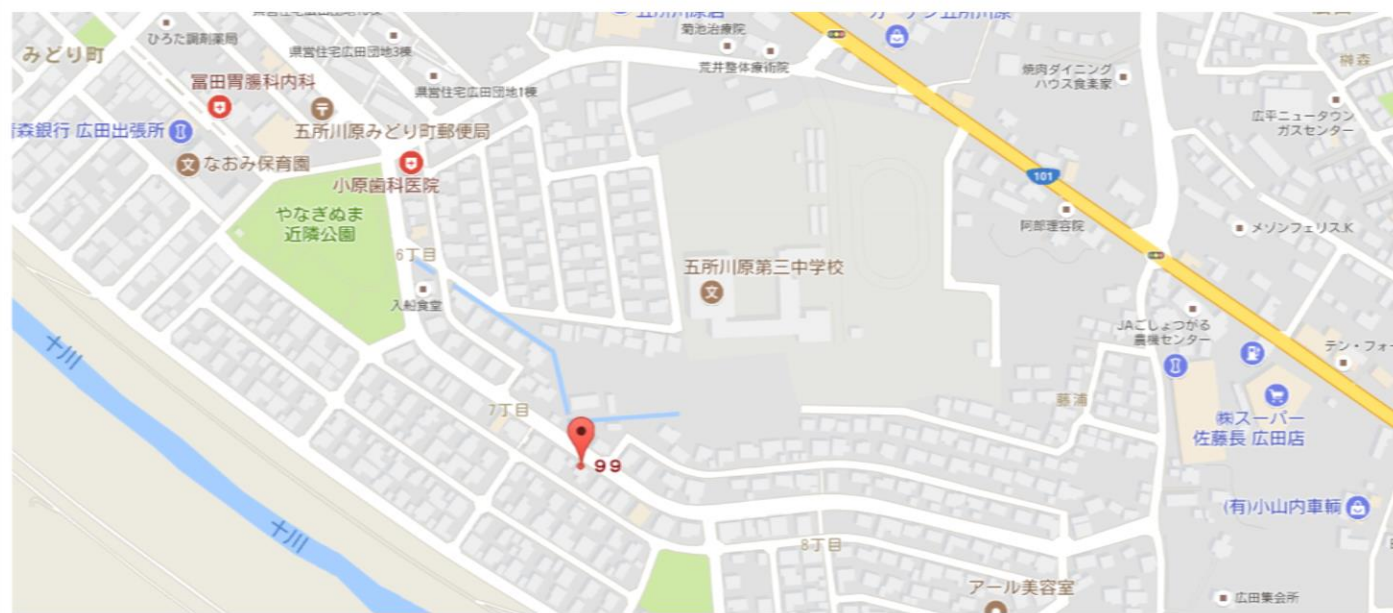 ひろた調剤薬局
みどり町
県営住宅広田団地3棟
冨田胃腸科内科
県営住宅広田団地1棟
五所川原みどり町郵便局
森銀行 広田出張所
なおみ保育園
小原歯科医院
やなぎぬま
近隣公園
6丁目
入船食堂
十川
7丁目
99
十川
菊池治療院
荒井整体療術院
五所川原第三中学校
焼肉ダイニング
ハウス食楽家
榊森
広平ニュータウン
ガスセンター
101
阿部理容院
メゾンフェリス.K
JAごしょつがる
農機センター
テン・フォー
藤浦
㈱スーパー
佐藤長 広田店
(有)小山内車輌
8丁目
アール美容室
広田集会所